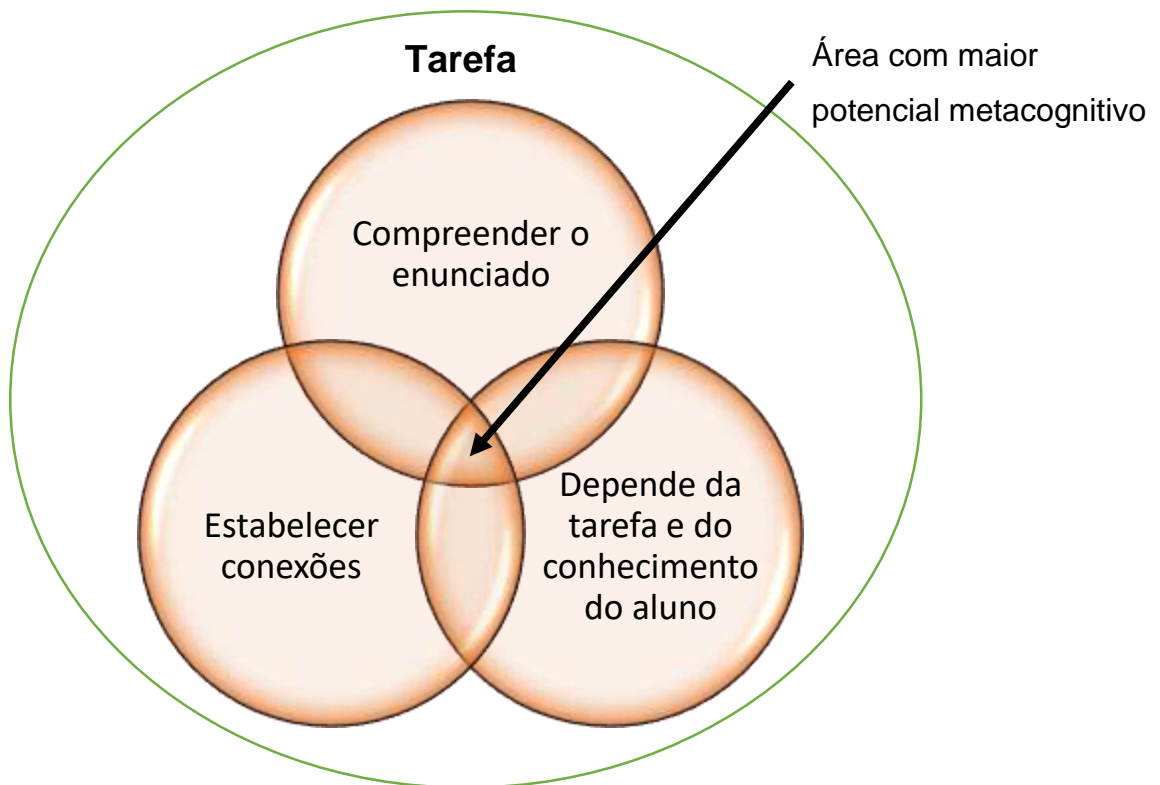 Tarefa
Área com maior
potencial metacognitivo
Compreender o
enunciado
Estabelecer
conexões
Depende da
tarefa e do
conhecimento
do aluno